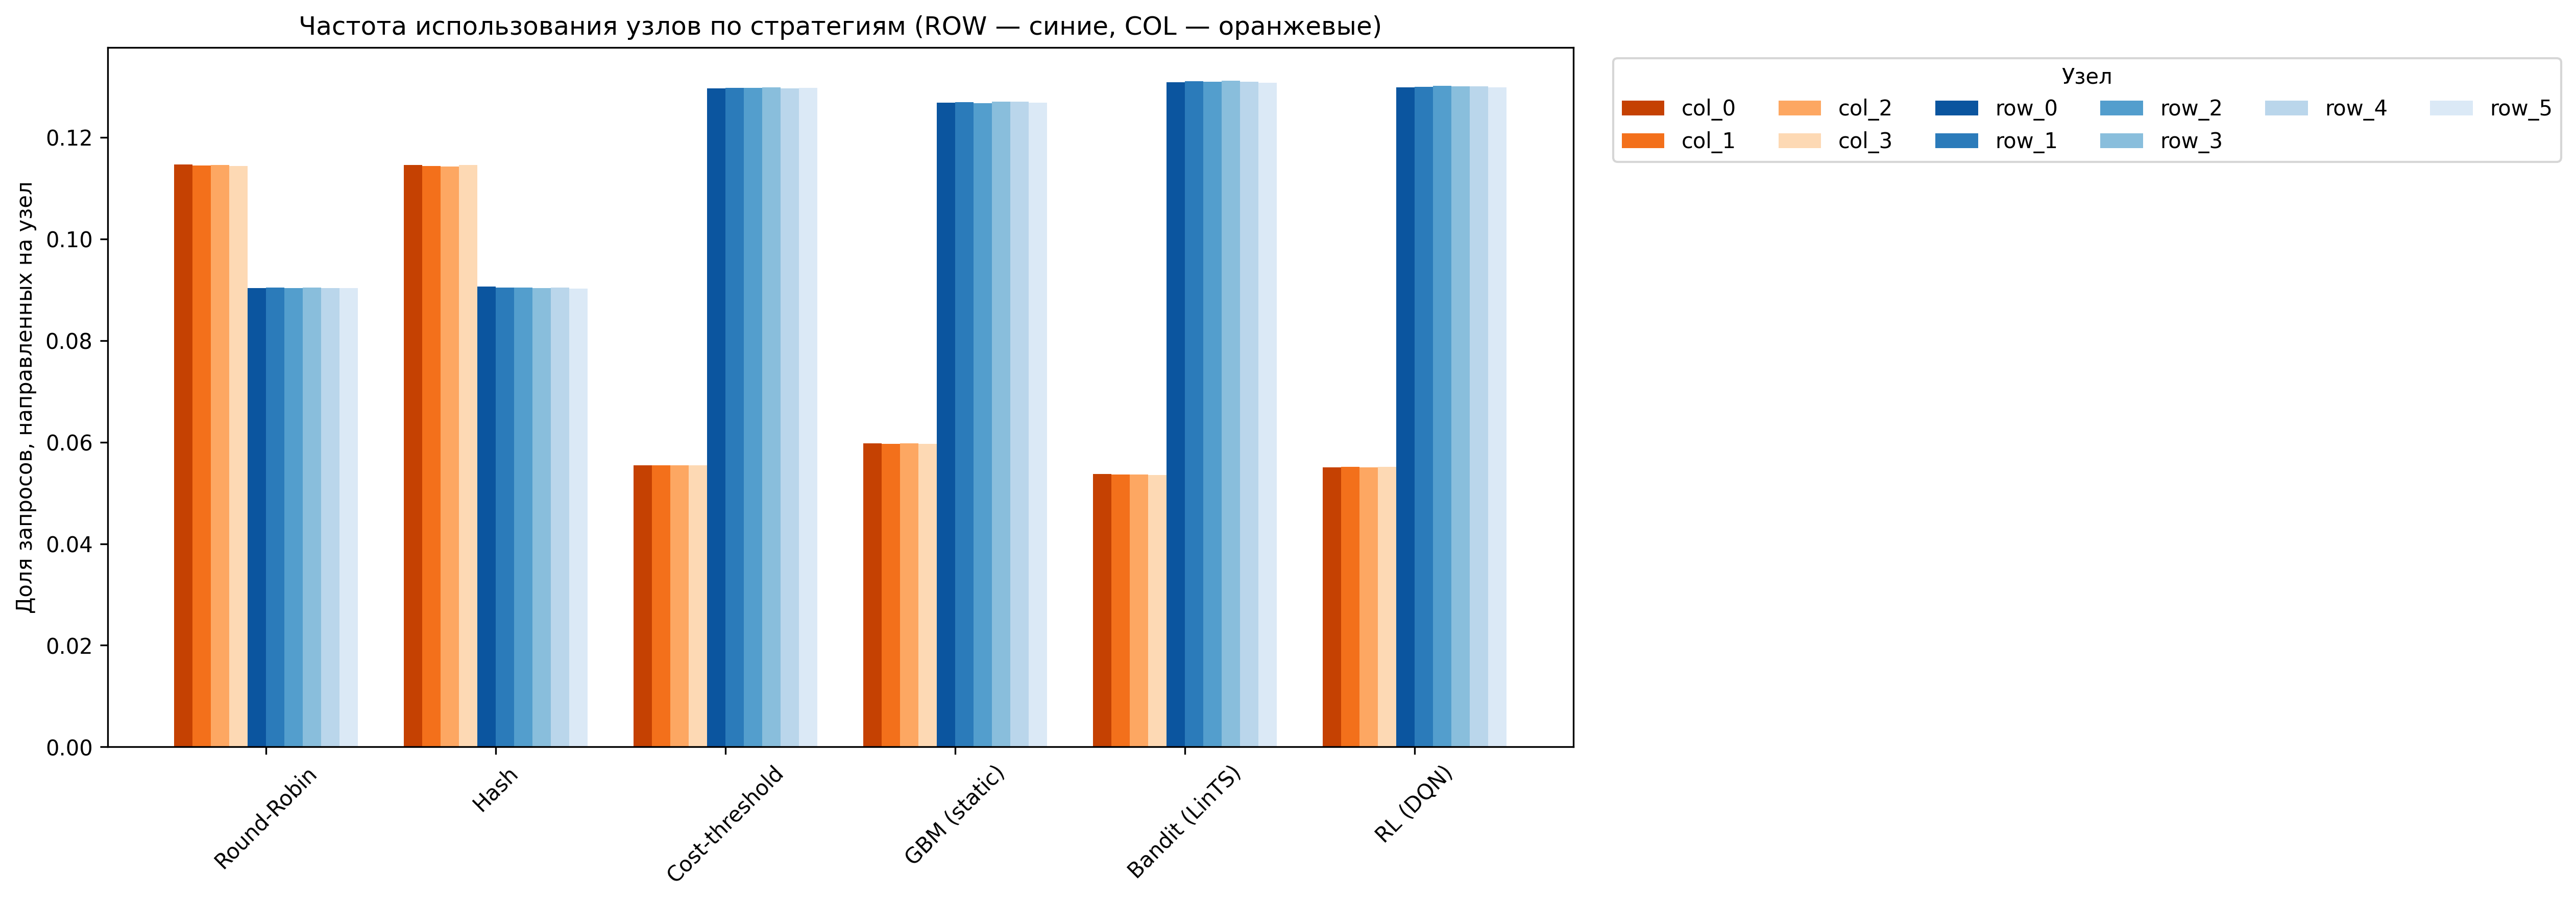 Частота использования узлов по стратегиям (ROW — синие, COL — оранжевые)
Доля запросов, направленных на узел
0.12
0.10
0.08
0.06
0.04
0.02
0.00
Round-Robin
Hash
Cost-threshold
GBM (static)
Bandit (LinTS)
RL (DQN)
Узел
col_0 col_2 row_0 row_2 row_4 row_5
col_1 col_3 row_1 row_3